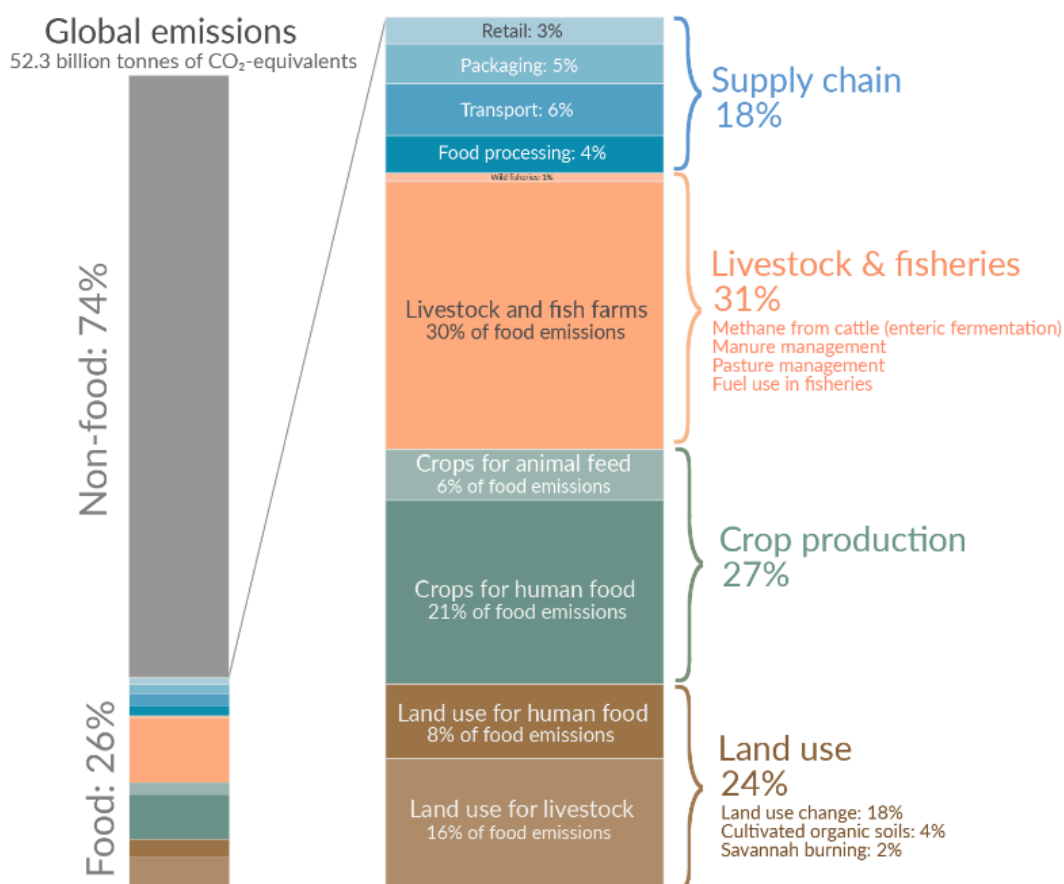 Global emissions
52.3 billion tonnes of CO₂-equivalents
Non-food: 74%
Food: 26%
Retail: 3%
Packaging: 5%
Transport: 6%
Food processing: 4%
Wild fisheries: 1%
Livestock and fish farms
30% of food emissions
Crops for animal feed
6% of food emissions
Crops for human food
21% of food emissions
Land use for human food
8% of food emissions
Land use for livestock
16% of food emissions
Supply chain
18%
Livestock & fisheries
31%
Methane from cattle (enteric fermentation)
Manure management
Pasture management
Fuel use in fisheries
Crop production
27%
Land use
24%
Land use change: 18%
Cultivated organic soils: 4%
Savannah burning: 2%